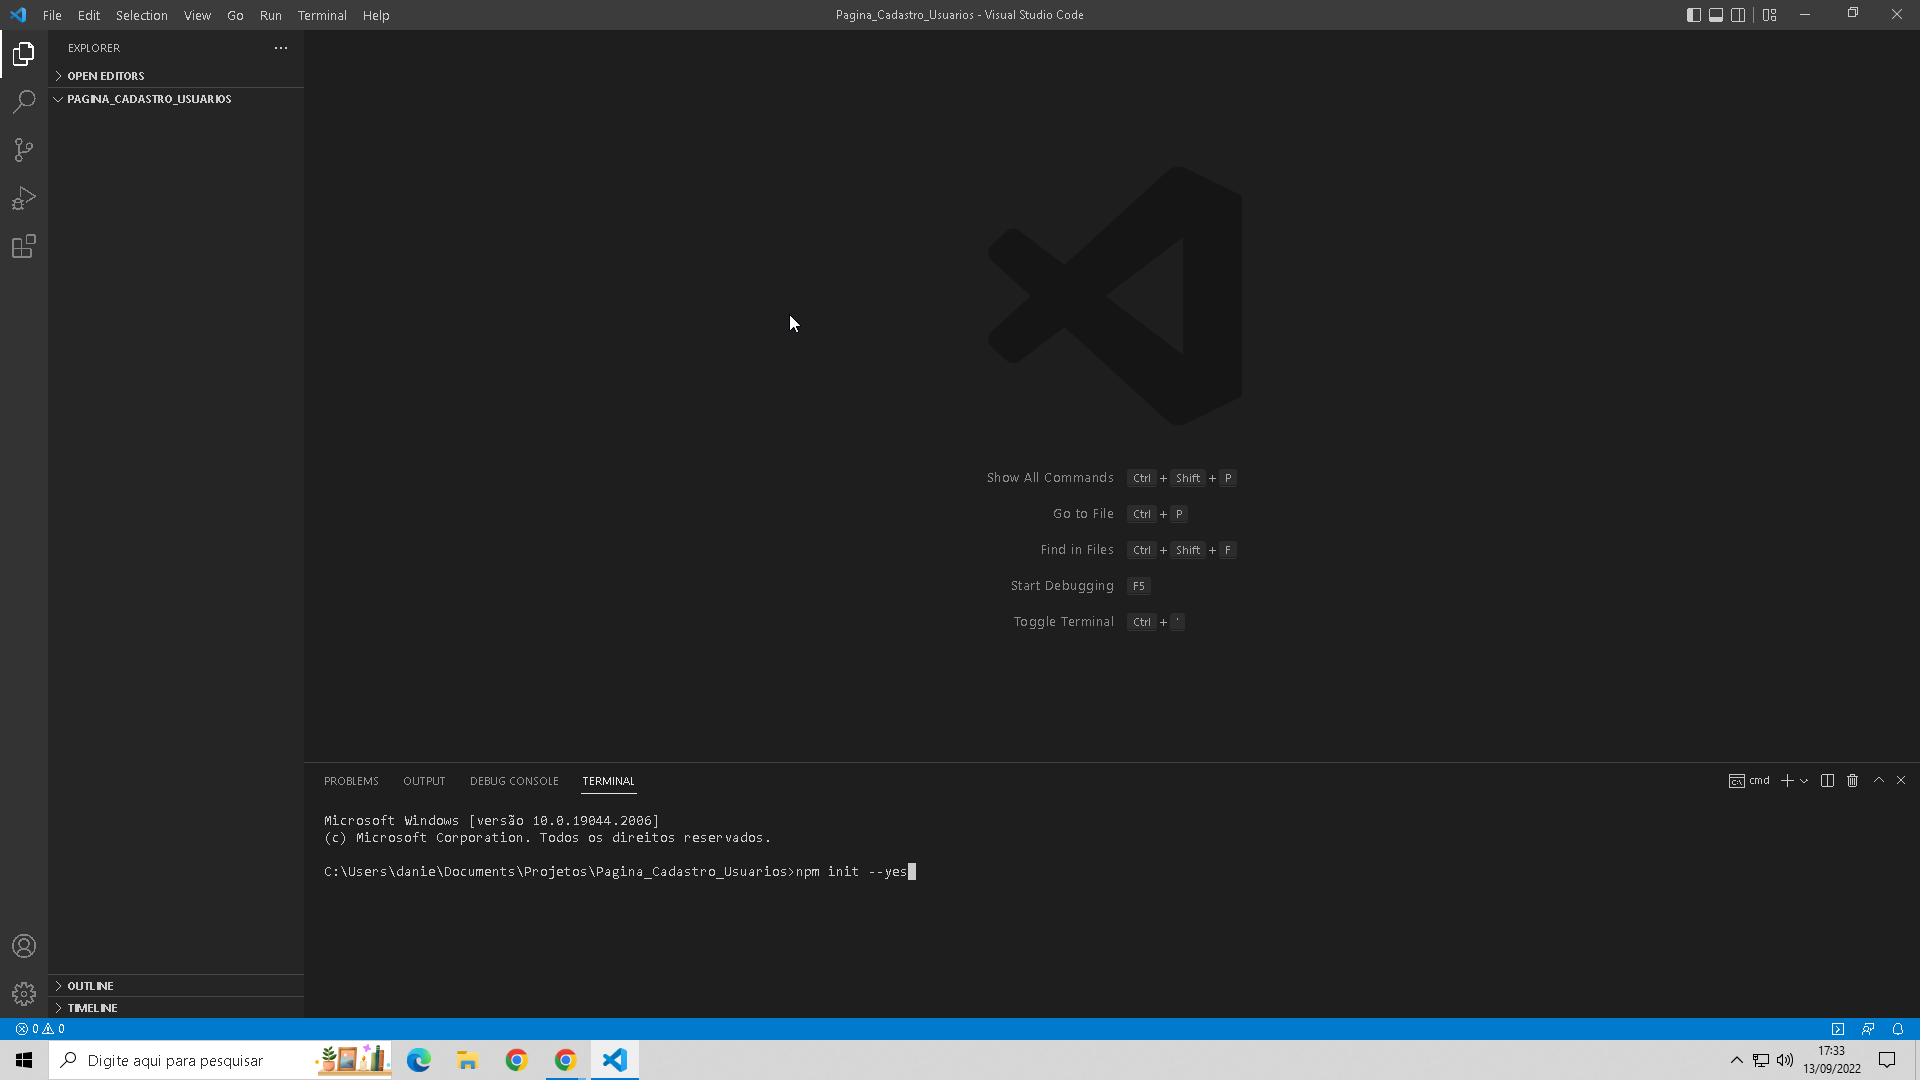 File Edit Selection View Go Run Terminal Help
Pagina_Cadastro_Usuarios - Visual Studio Code
EXPLORER
OPEN EDITORS
PAGINA_CADASTRO_USUARIOS
Show All Commands Ctrl + Shift + P
Go to File Ctrl + P
Find in Files Ctrl + Shift + F
Start Debugging F5
Toggle Terminal Ctrl + '
PROBLEMS OUTPUT DEBUG CONSOLE TERMINAL
cmd
Microsoft Windows [versão 10.0.19044.2006]
(c) Microsoft Corporation. Todos os direitos reservados.
C:\Users\danie\Documents\Projetos\Pagina_Cadastro_Usuarios>npm init --yes
OUTLINE
TIMELINE
0 0
Digite aqui para pesquisar
17:33
13/09/2022